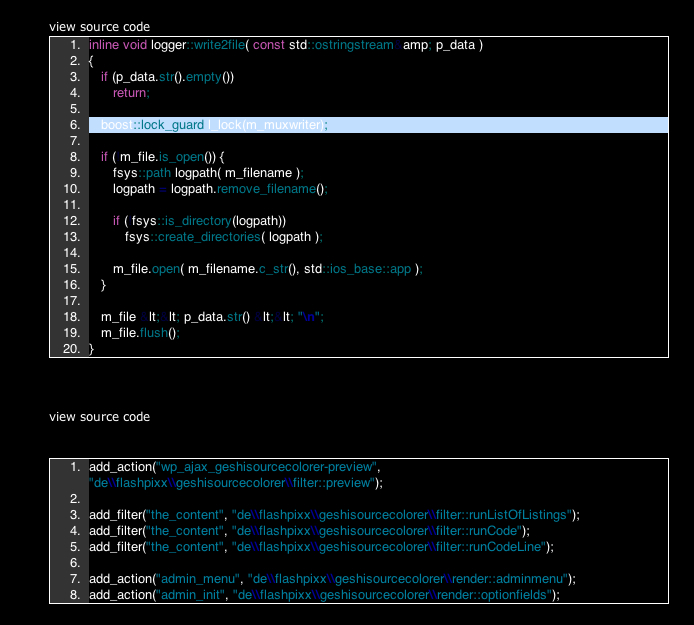 view source code
1. inline void logger::write2file( const std::ostringstream&amp; p_data )
2. {
3. if (p_data.str().empty())
4. return;
5.
6. boost::lock_guard l_lock(m_muxwriter);
7.
8. if ( m_file.is_open()) {
9. fsys::path logpath( m_filename );
10. logpath = logpath.remove_filename();
11.
12. if ( fsys::is_directory(logpath))
13. fsys::create_directories( logpath );
14.
15. m_file.open( m_filename.c_str(), std::ios_base::app );
16. }
17.
18. m_file &lt;&lt; p_data.str() &lt;&lt; "\n";
19. m_file.flush();
20. }
view source code
1. add_action("wp_ajax_geshisourcecolorer-preview",
"de\\flashpixx\\geshisourcecolorer\\filter::preview");
2.
3. add_filter("the_content", "de\\flashpixx\\geshisourcecolorer\\filter::runListOfListings");
4. add_filter("the_content", "de\\flashpixx\\geshisourcecolorer\\filter::runCode");
5. add_filter("the_content", "de\\flashpixx\\geshisourcecolorer\\filter::runCodeLine");
6.
7. add_action("admin_menu", "de\\flashpixx\\geshisourcecolorer\\render::adminmenu");
8. add_action("admin_init", "de\\flashpixx\\geshisourcecolorer\\render::optionfields");